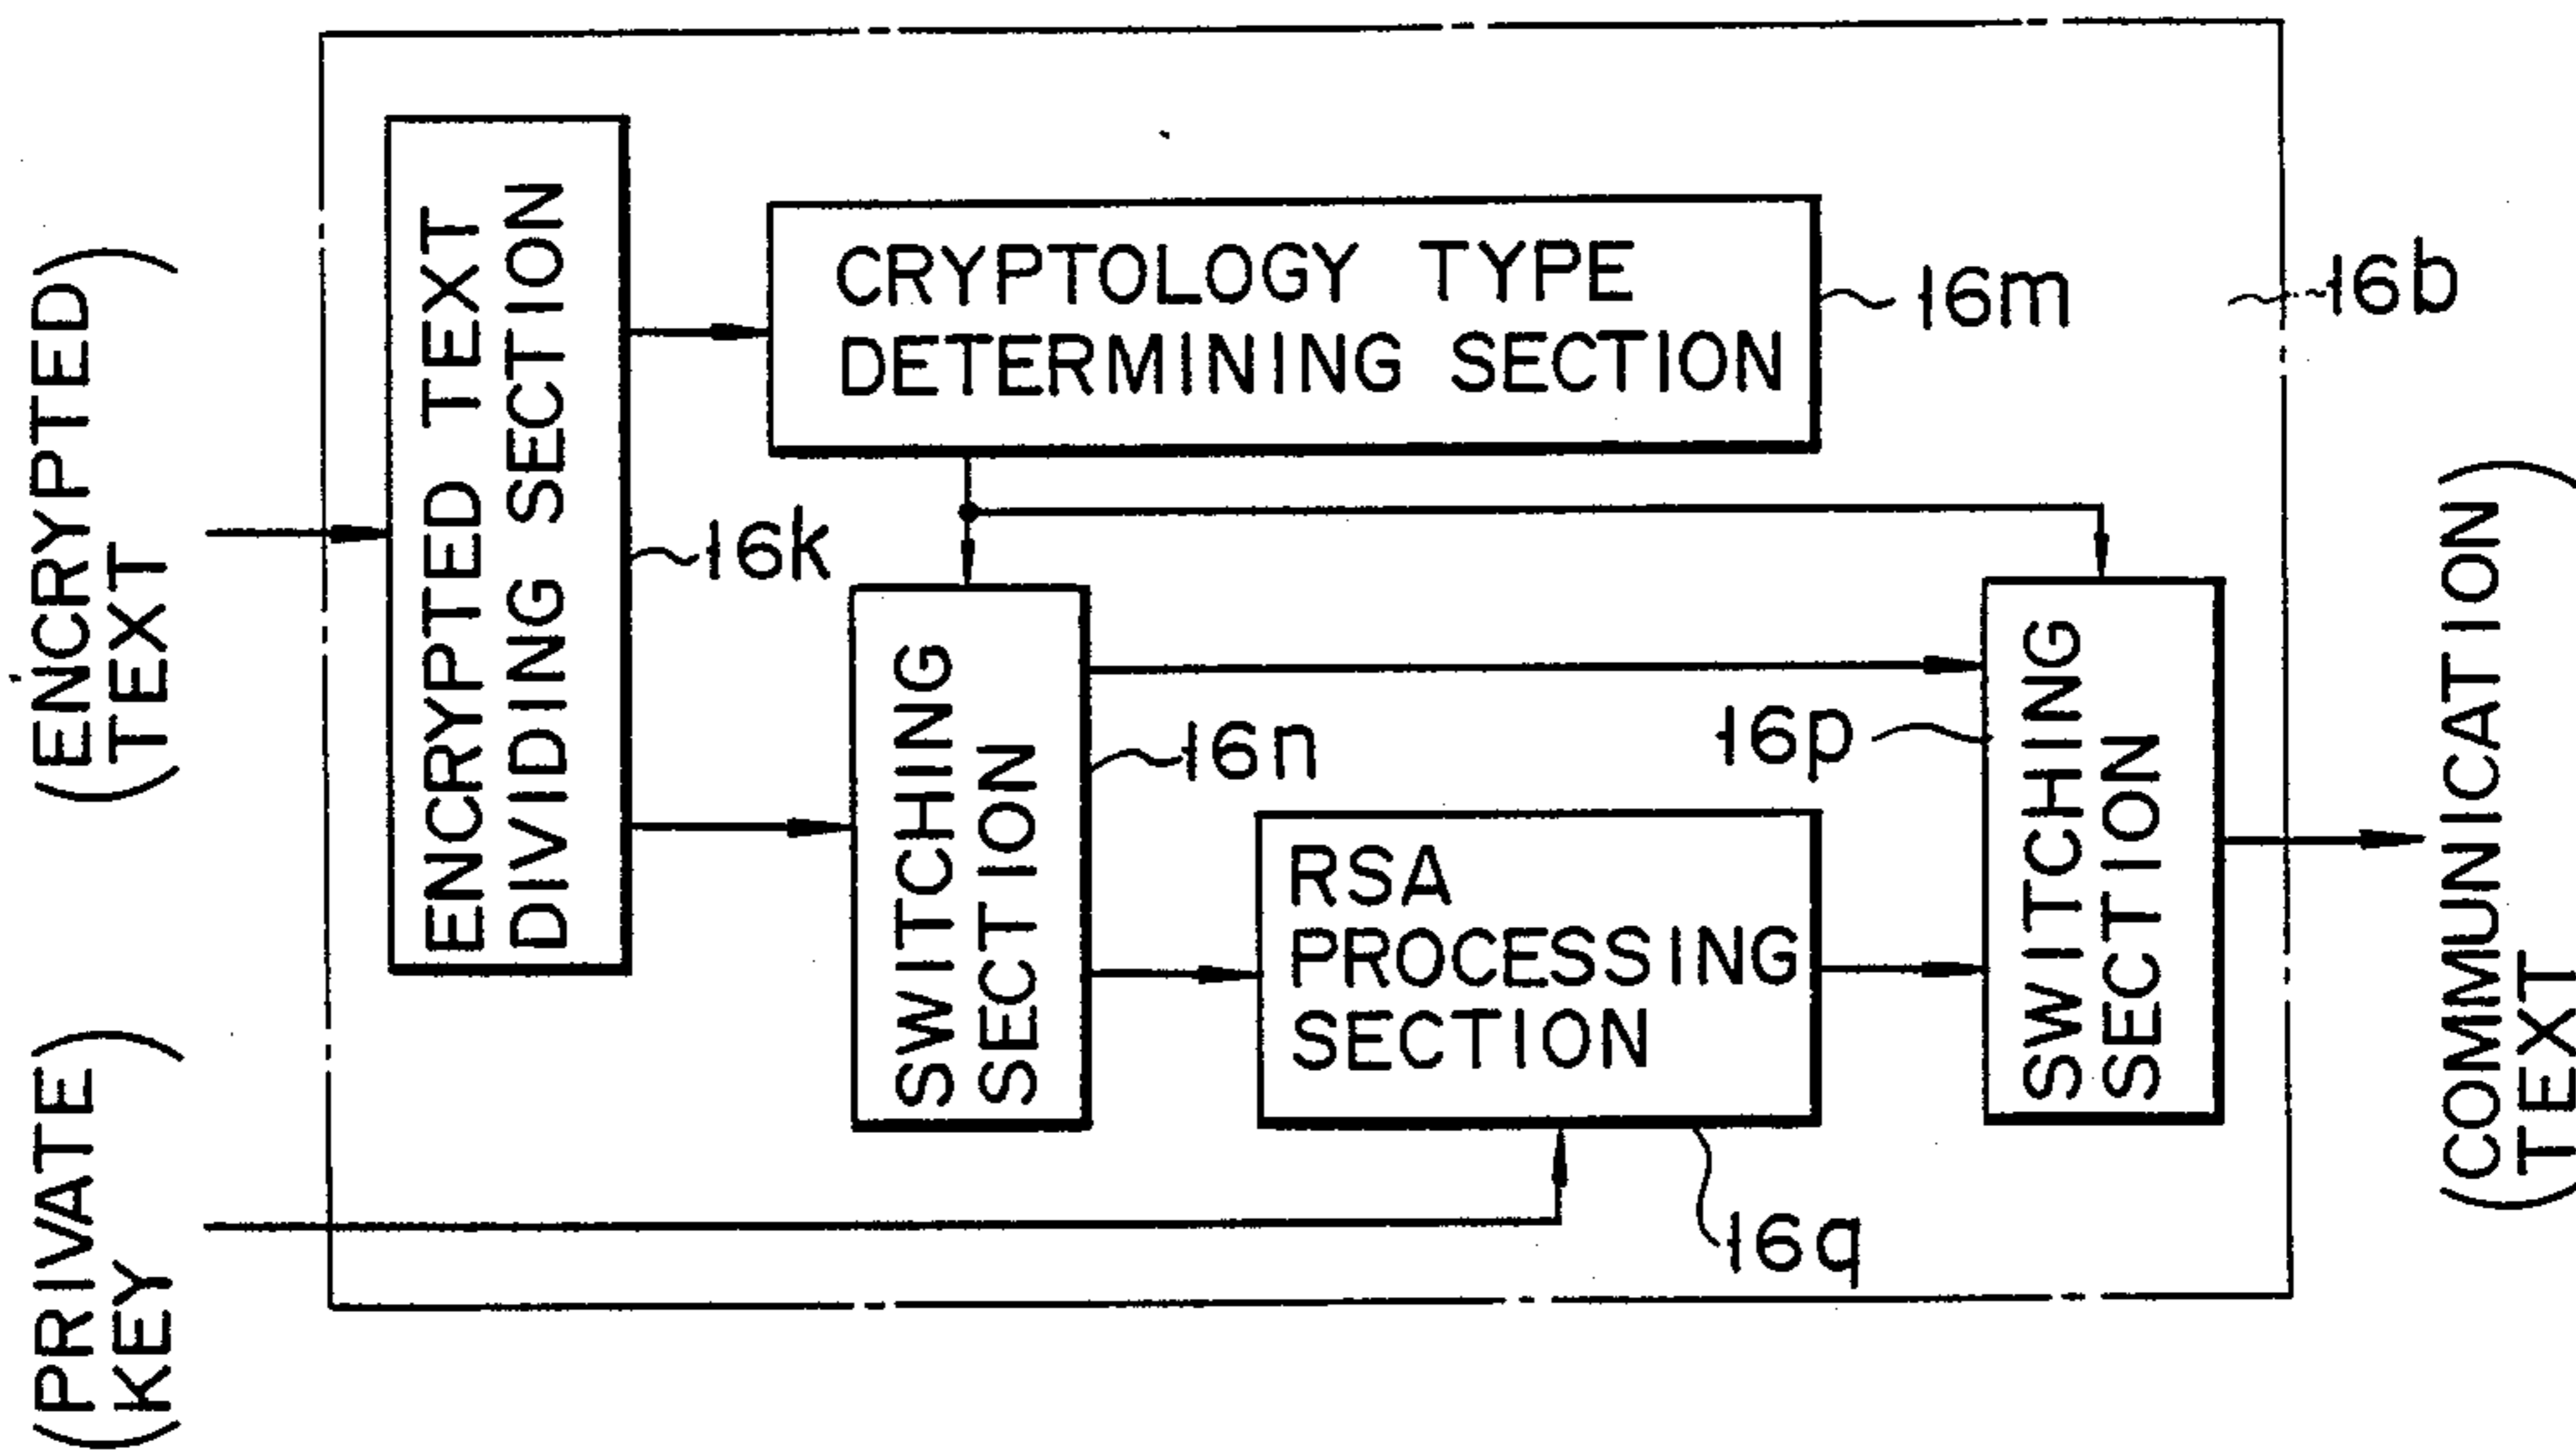 (ENCRYPTED)
(TEXT)
(PRIVATE)
(KEY)
ENCRYPTED TEXT
DIVIDING SECTION
16k
CRYPTOLOGY TYPE
DETERMINING SECTION
16m
16b
SWITCHING
SECTION
16n
RSA
PROCESSING
SECTION
16q
16p
SWITCHING
SECTION
(COMMUNICATION)
(TEXT)